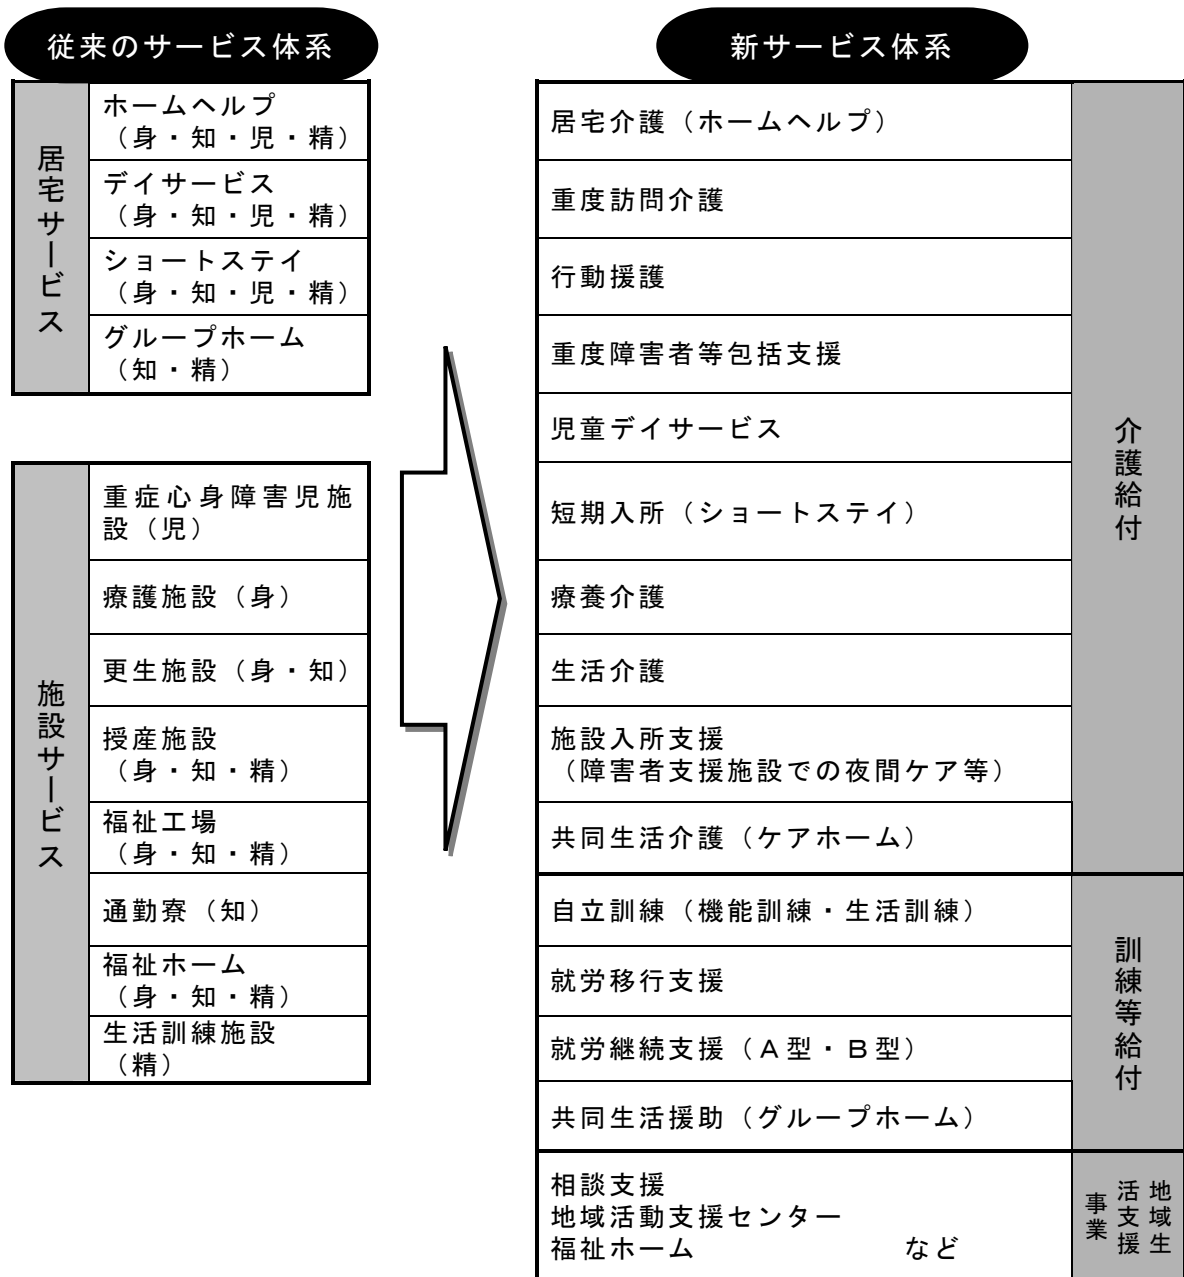 従来のサービス体系
居宅サービス
ホームヘルプ
（身・知・児・精）
デイサービス
（身・知・児・精）
ショートステイ
（身・知・児・精）
グループホーム
（知・精）
施設サービス
重症心身障害児施
設（児）
療護施設（身）
更生施設（身・知）
授産施設
（身・知・精）
福祉工場
（身・知・精）
通勤寮（知）
福祉ホーム
（身・知・精）
生活訓練施設
（精）
新サービス体系
居宅介護（ホームヘルプ）
重度訪問介護
行動援護
重度障害者等包括支援
児童デイサービス
短期入所（ショートステイ）
療養介護
生活介護
施設入所支援
（障害者支援施設での夜間ケア等）
共同生活介護（ケアホーム）
介護給付
自立訓練（機能訓練・生活訓練）
就労移行支援
就労継続支援（Ａ型・Ｂ型）
共同生活援助（グループホーム）
訓練等給付
相談支援
地域活動支援センター
福祉ホーム　　　　　　　など
地域生
活支援
事業